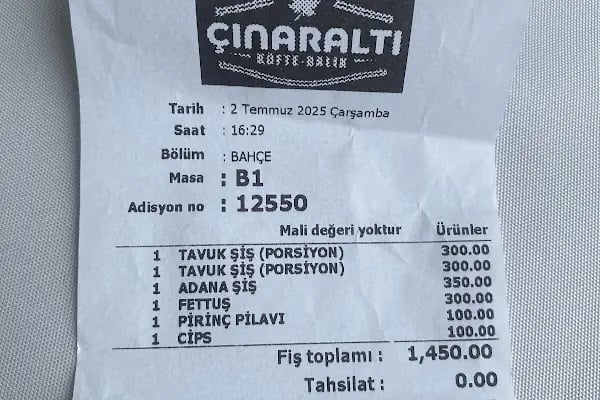 ÇINARALTI
KÖFTE-BALIK
Tarih : 2 Temmuz 2025 Çarşamba
Saat : 16:29
Bölüm : BAHÇE
Masa : B1
Adisyon no : 12550
Mali değeri yoktur Ürünler
1 TAVUK ŞİŞ (PORSİYON) 300.00
1 TAVUK ŞİŞ (PORSİYON) 300.00
1 ADANA ŞİŞ 350.00
1 FETTUŞ 300.00
1 PİRİNÇ PİLAVI 100.00
1 CİPS 100.00
Fiş toplamı : 1,450.00
Tahsilat : 0.00